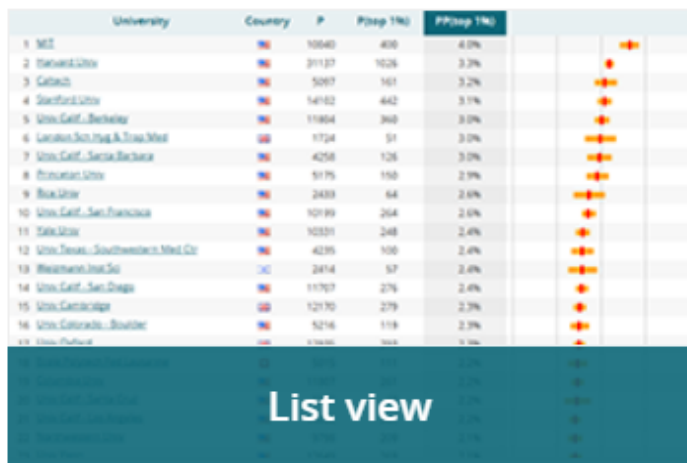 University Country P P(top 1%) PP(top 1%)
1 MIT 10040 400 4.0%
2 Harvard Univ 31137 1026 3.3%
3 Caltech 5097 161 3.2%
4 Stanford Univ 14102 442 3.1%
5 Univ Calif - Berkeley 11804 360 3.0%
6 London Sch Hyg & Trop Med 1724 51 3.0%
7 Univ Calif - Santa Barbara 4258 126 3.0%
8 Princeton Univ 5175 150 2.9%
9 Rice Univ 2433 64 2.6%
10 Univ Calif - San Francisco 10199 264 2.6%
11 Yale Univ 10331 248 2.4%
12 Univ Texas - Southwestern Med Ctr 4235 100 2.4%
13 Weizmann Inst Sci 2414 57 2.4%
14 Univ Calif - San Diego 11707 276 2.4%
15 Univ Cambridge 12170 279 2.3%
16 Univ Colorado - Boulder 5216 119 2.3%
17 Univ Oxford
List view